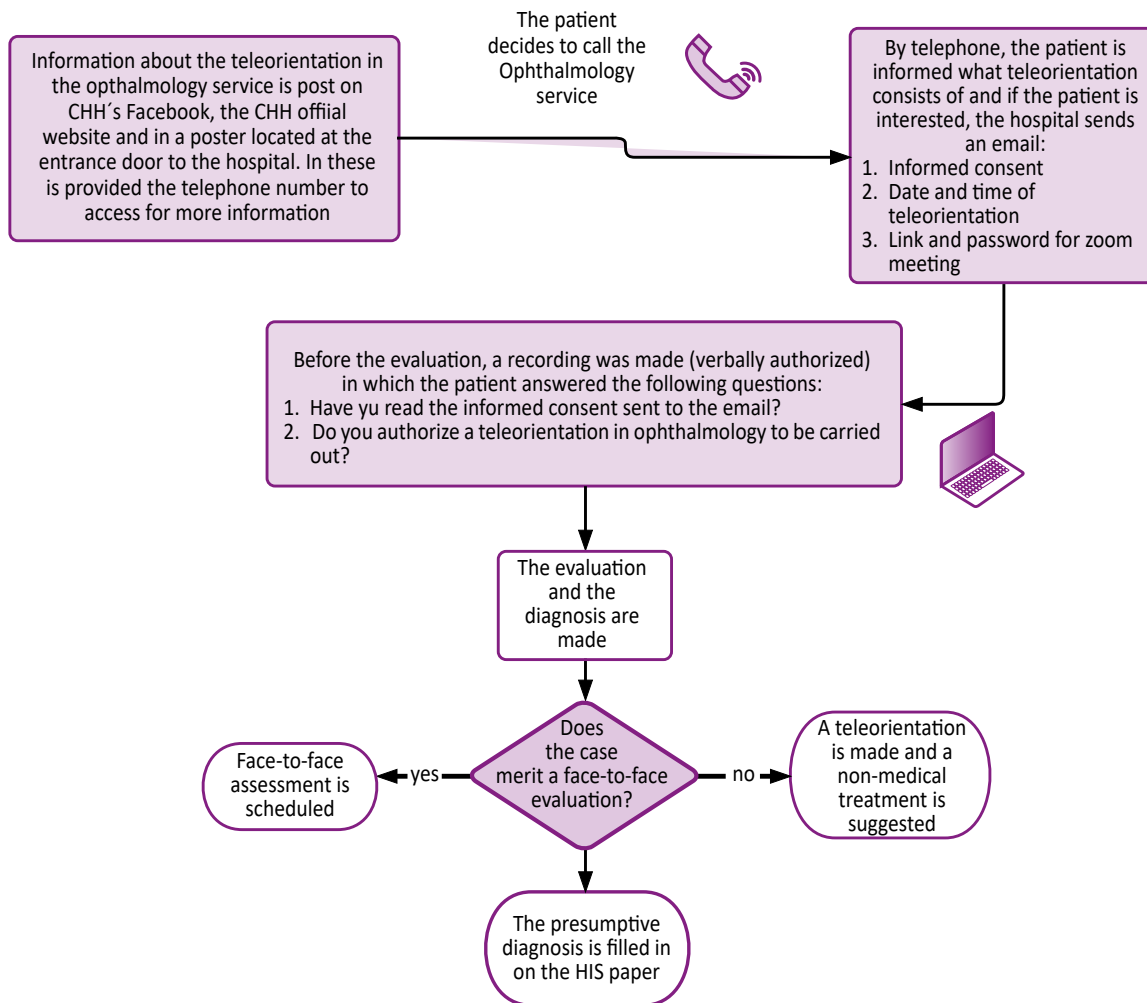 Information about the teleorientation in
the opthalmology service is post on
CHH´s Facebook, the CHH offiial
website and in a poster located at the
entrance door to the hospital. In these
is provided the telephone number to
access for more information
The patient
decides to call the
Ophthalmology
service
By telephone, the patient is
informed what teleorientation
consists of and if the patient is
interested, the hospital sends
an email:
1. Informed consent
2. Date and time of
teleorientation
3. Link and password for zoom
meeting
Before the evaluation, a recording was made (verbally authorized)
in which the patient answered the following questions:
1. Have yu read the informed consent sent to the email?
2. Do you authorize a teleorientation in ophthalmology to be carried
out?
The evaluation
and the
diagnosis are
made
Does
the case
merit a face-to-face
evaluation?
yes
Face-to-face
assessment is
scheduled
no
A teleorientation
is made and a
non-medical
treatment is
suggested
The presumptive
diagnosis is filled in
on the HIS paper